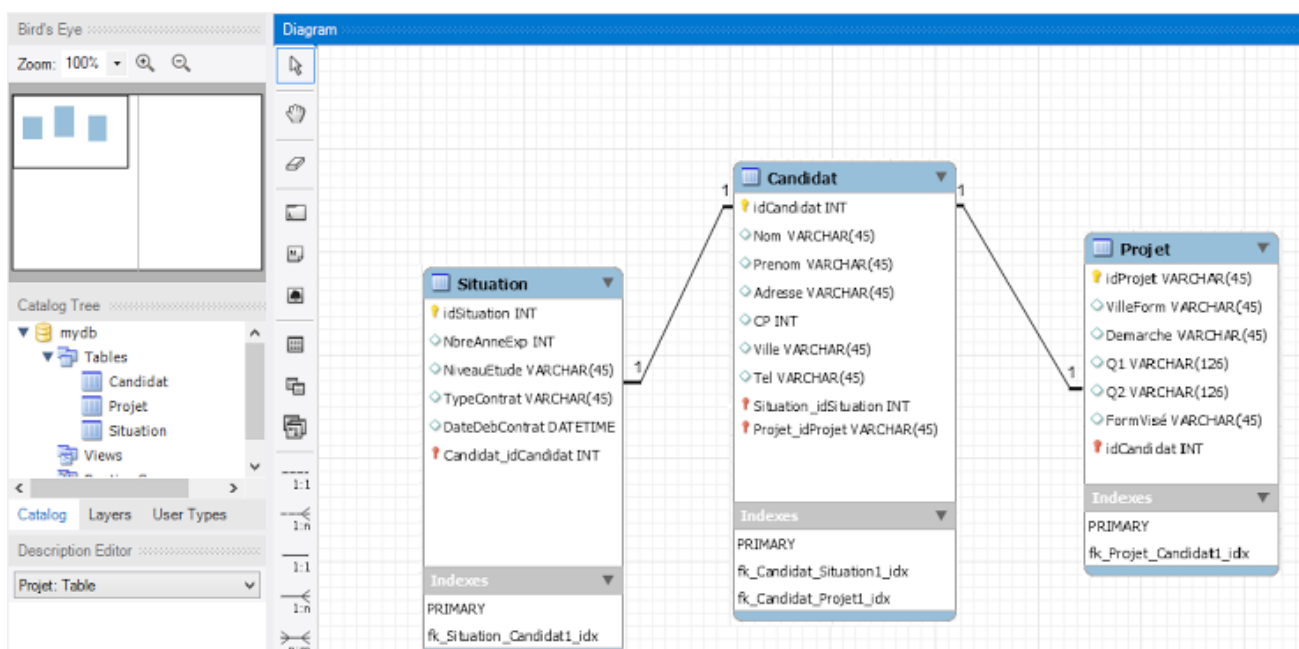 Bird's Eye
Zoom: 100%
Catalog Tree
mydb
Tables
Candidat
Projet
Situation
Views
Catalog Layers User Types
Description Editor
Projet: Table
Diagram
1:1
1:n
1:1
1:n
Situation
idSituation INT
NbreAnneExp INT
NiveauEtude VARCHAR(45)
TypeContrat VARCHAR(45)
DateDebContrat DATETIME
Candidat_idCandidat INT
Indexes
PRIMARY
fk_Situation_Candidat1_idx
1
1
Candidat
idCandidat INT
Nom VARCHAR(45)
Prenom VARCHAR(45)
Adresse VARCHAR(45)
CP INT
Ville VARCHAR(45)
Tel VARCHAR(45)
Situation_idSituation INT
Projet_idProjet VARCHAR(45)
Indexes
PRIMARY
fk_Candidat_Situation1_idx
fk_Candidat_Projet1_idx
1
1
Projet
idProjet VARCHAR(45)
VilleForm VARCHAR(45)
Demarche VARCHAR(45)
Q1 VARCHAR(126)
Q2 VARCHAR(126)
FormVisé VARCHAR(45)
idCandidat INT
Indexes
PRIMARY
fk_Projet_Candidat1_idx